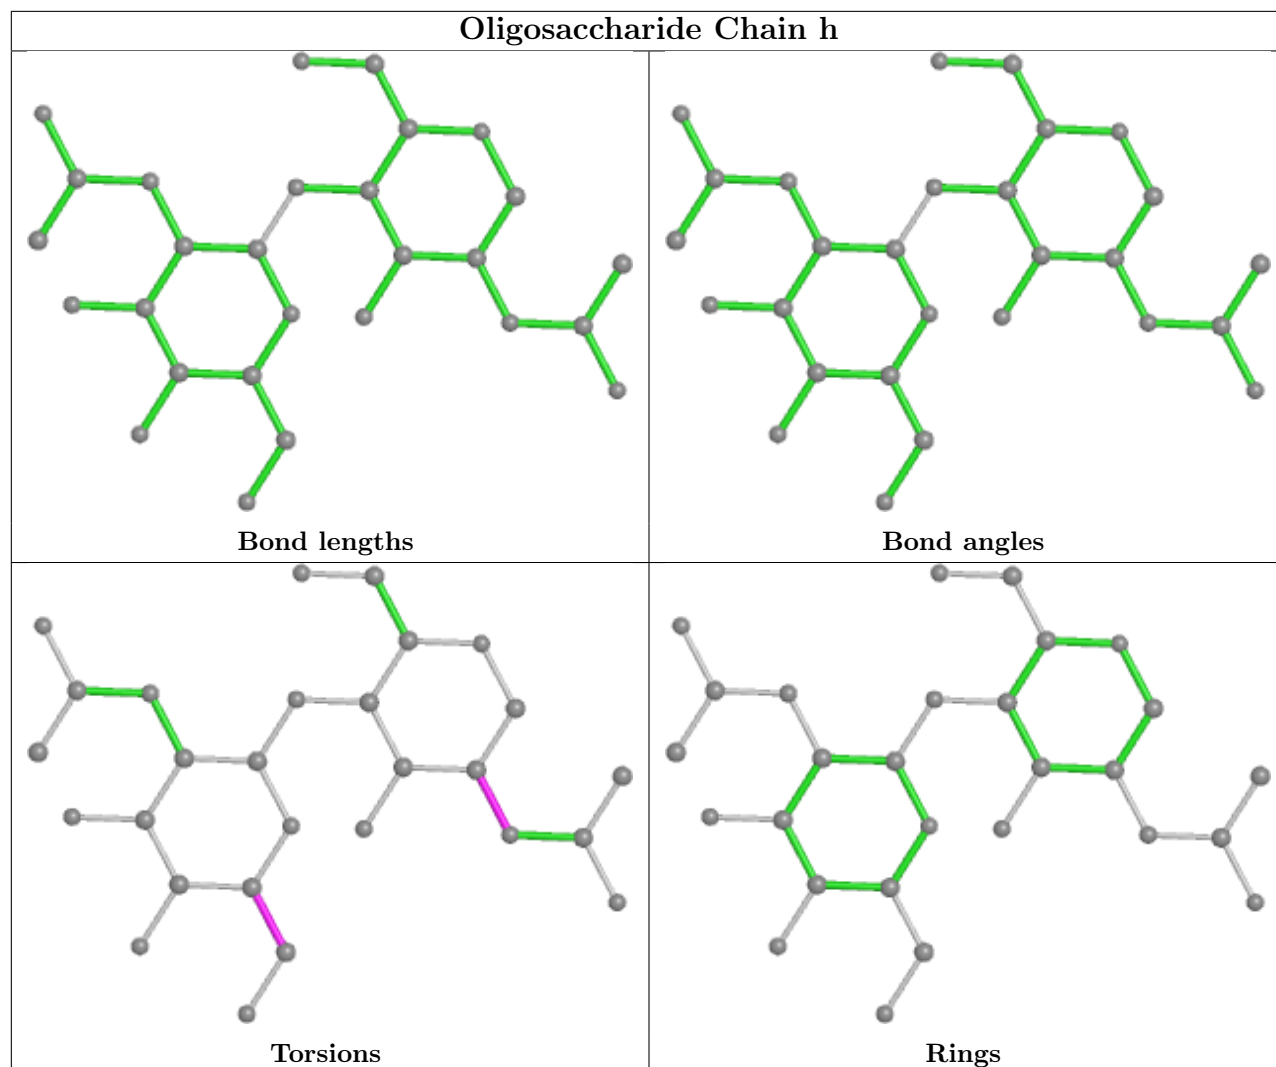 Oligosaccharide Chain h
Bond lengths
Bond angles
Torsions
Rings